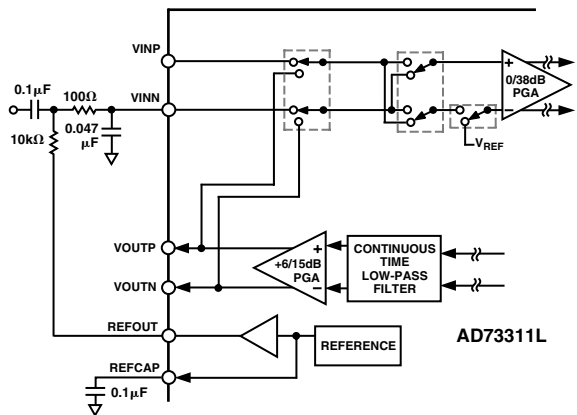 VINP
0.1μF
100Ω
VINN
10kΩ
0.047
μF
+
−
0/38dB
PGA
VREF
VOUTP
VOUTN
+
−
+6/15dB
PGA
CONTINUOUS
TIME
LOW-PASS
FILTER
REFOUT
REFERENCE
AD73311L
REFCAP
0.1μF